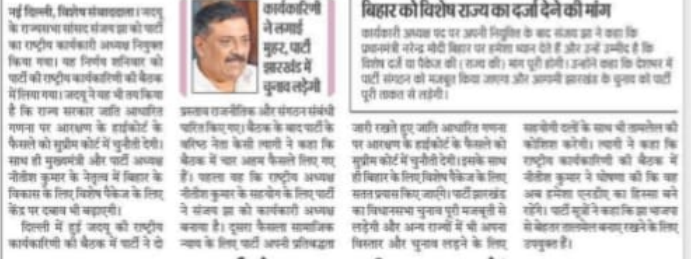 नई दिल्ली, विशेष संवाददाता। जदयू
के राज्यसभा सांसद संजय झा को पार्टी
का राष्ट्रीय कार्यकारी अध्यक्ष नियुक्त
किया गया। यह निर्णय शनिवार को
पार्टी की राष्ट्रीय कार्यकारिणी की बैठक
में लिया गया। जदयू ने यह भी तय किया
है कि राज्य सरकार जाति आधारित
गणना पर आरक्षण के हाईकोर्ट के
फैसले को सुप्रीम कोर्ट में चुनौती देगी।
साथ ही मुख्यमंत्री और पार्टी अध्यक्ष
नीतीश कुमार के नेतृत्व में बिहार के
विकास के लिए विशेष पैकेज के लिए
केंद्र पर दबाव भी बढ़ाएगी।
दिल्ली में हुई जदयू की राष्ट्रीय
कार्यकारिणी की बैठक में पार्टी ने दो
कार्यकारिणी
ने लगाई
मुहर, पार्टी
झारखंड में
चुनाव लड़ेगी
प्रस्ताव राजनीतिक और संगठन संबंधी
पारित किए गए। बैठक के बाद पार्टी के
वरिष्ठ नेता केसी त्यागी ने कहा कि
बैठक में चार अहम फैसले लिए गए
हैं। पहला यह कि राष्ट्रीय अध्यक्ष
नीतीश कुमार के सहयोग के लिए पार्टी
ने संजय झा को कार्यकारी अध्यक्ष
बनाया है। दूसरा फैसला सामाजिक
न्याय के लिए पार्टी अपनी प्रतिबद्धता
बिहार को विशेष राज्य का दर्जा देने की मांग
कार्यकारी अध्यक्ष पद पर अपनी नियुक्ति के बाद संजय झा ने कहा कि
प्रधानमंत्री नरेन्द्र मोदी बिहार पर हमेशा ध्यान देते हैं और उन्हें उम्मीद है कि
विशेष दर्जा या पैकेज की (राज्य की) मांग पूरी होगी। उन्होंने कहा कि देशभर में
पार्टी संगठन को मजबूत किया जाएगा और आगामी झारखंड के चुनाव को पार्टी
पूरी ताकत से लड़ेगी।
जारी रखते हुए, जाति आधारित गणना
पर आरक्षण के हाईकोर्ट के फैसले को
सुप्रीम कोर्ट में चुनौती देगी। इसके साथ
ही बिहार के लिए विशेष पैकेज के लिए
सतत प्रयास किए जाएंगे। पार्टी झारखंड
का विधानसभा चुनाव पूरी मजबूती से
लड़ेगी और अन्य राज्यों में भी अपना
विस्तार और चुनाव लड़ने के लिए
सहयोगी दलों के साथ भी तालमेल की
कोशिश करेगी। त्यागी ने कहा कि
राष्ट्रीय कार्यकारिणी की बैठक में
नीतीश कुमार ने घोषणा की कि वह
अब हमेशा एनडीए का हिस्सा बने
रहेंगे। पार्टी सूत्रों ने कहा कि झा भाजपा
से बेहतर तालमेल बनाए रखने के लिए
उपयुक्त हैं।